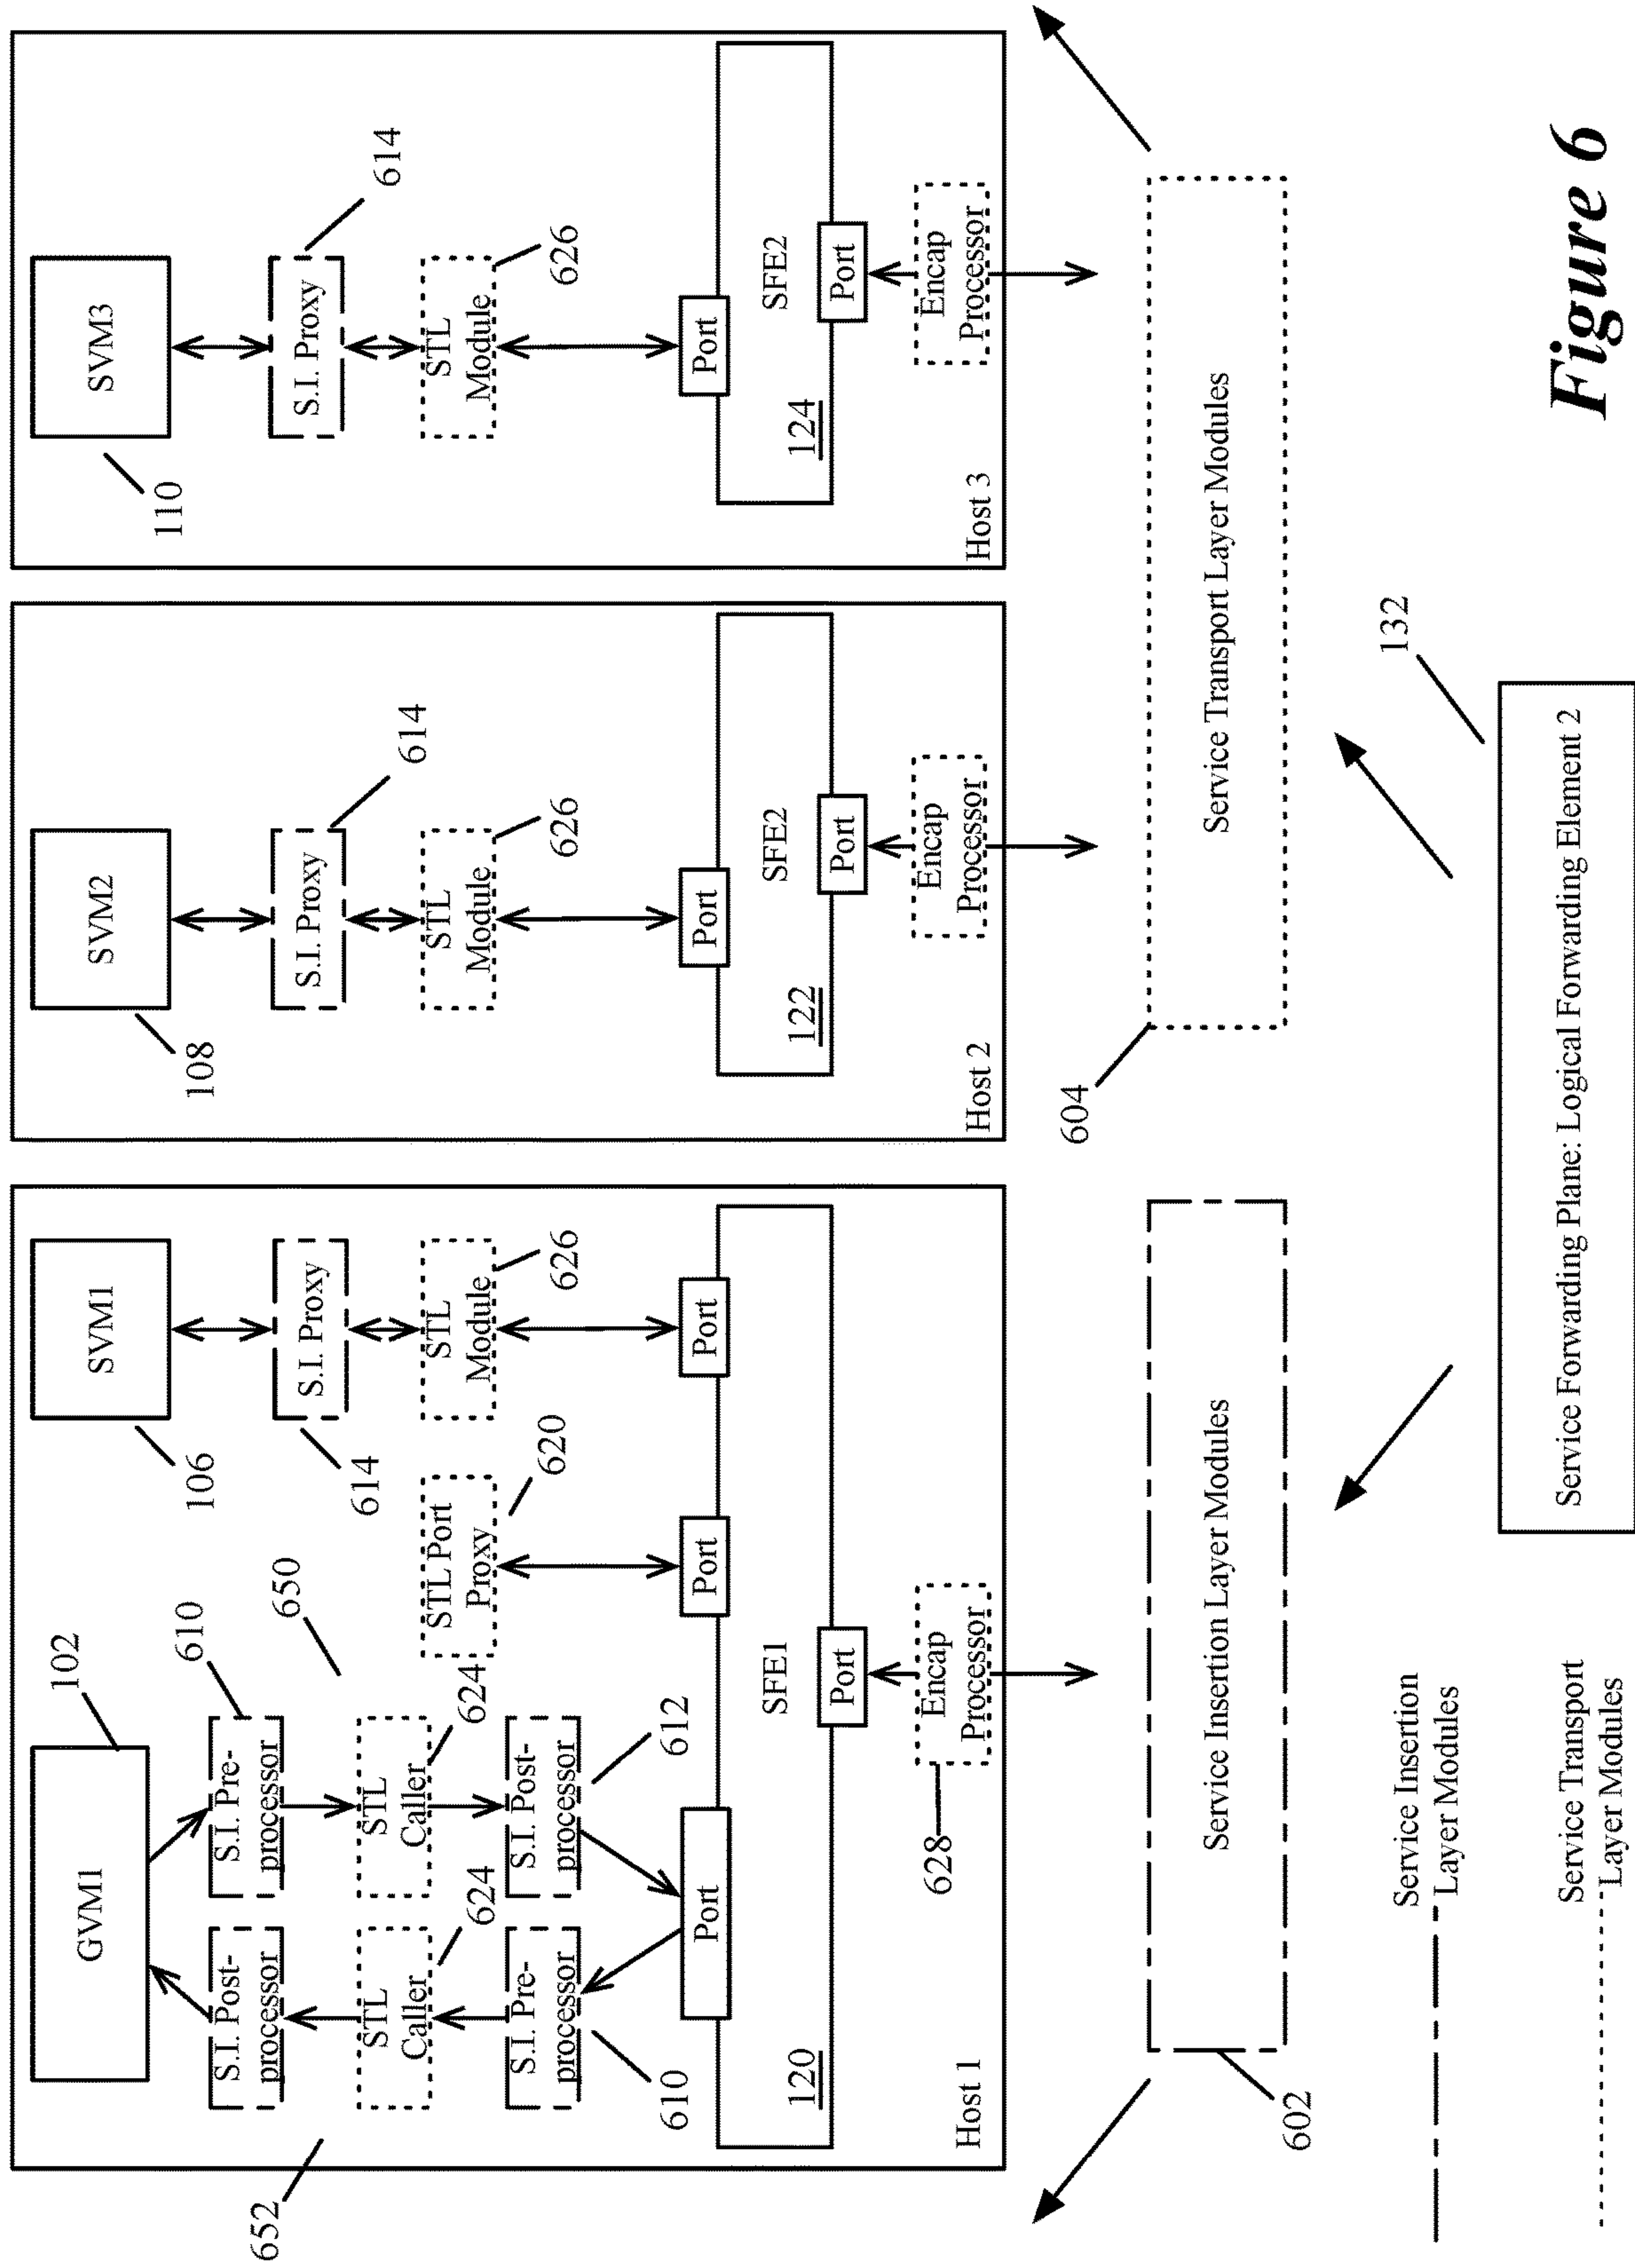 652
650
GVM1
102
S.I. Post-
processor
S.I. Pre-
processor
610
STL
Caller
624
STL
Caller
624
S.I. Pre-
processor
610
S.I. Post-
processor
612
STL Port
Proxy
620
SVM1
106
S.I. Proxy
614
STL
Module
626
Port
Port
Port
120
SFE1
Port
Encap
Processor
628
Host 1
SVM2
108
S.I. Proxy
614
STL
Module
626
Port
122
SFE2
Port
Encap
Processor
Host 2
SVM3
110
S.I. Proxy
614
STL
Module
626
Port
124
SFE2
Port
Encap
Processor
Host 3
Service Insertion Layer Modules
602
Service Transport Layer Modules
604
Service Insertion
Layer Modules
Service Transport
Layer Modules
Service Forwarding Plane: Logical Forwarding Element 2
132
Figure 6